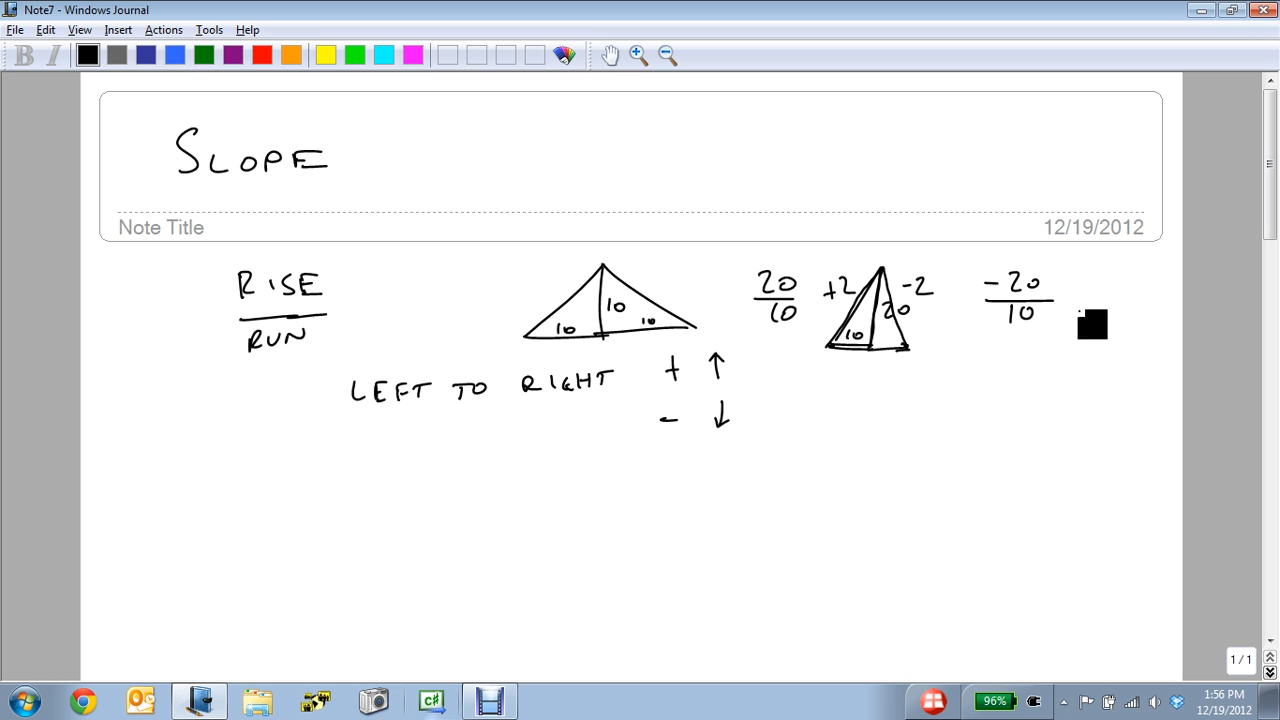 Note7 - Windows Journal
File Edit View Insert Actions Tools Help
B I
SLOPE
Note Title 12/19/2012
RISE
RUN
10
10 10
20
10
+2 -2
20
10
-20
10
LEFT TO RIGHT + ↑
- ↓
1 / 1
96% 1:56 PM
12/19/2012